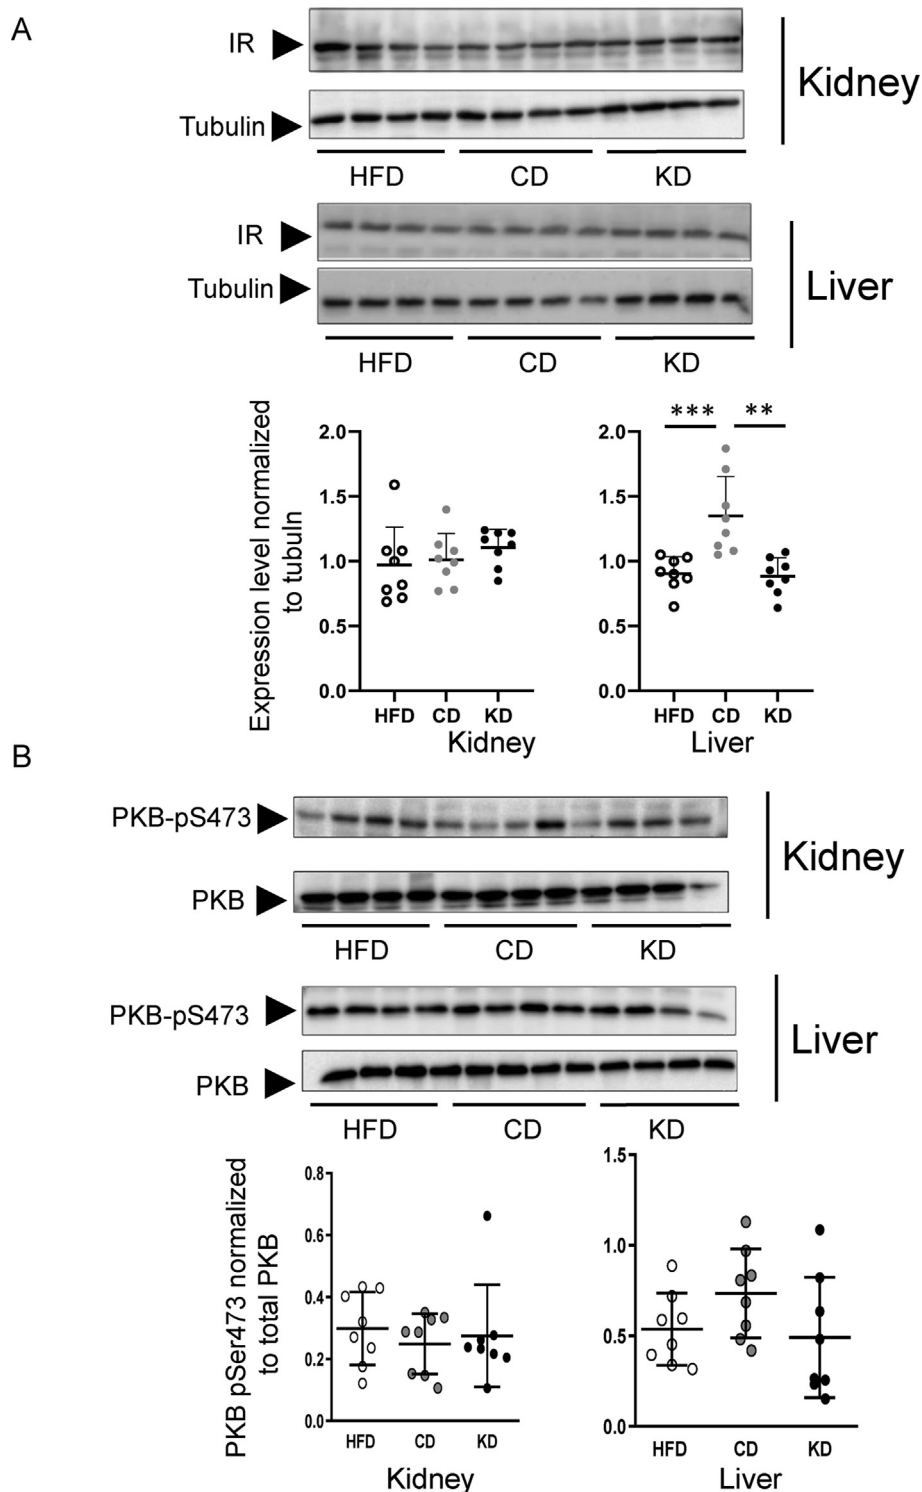 A
IR
Kidney
Tubulin
HFD CD KD
IR
Liver
Tubulin
HFD CD KD
Expression level normalized
to tubuln
*** **
2.0 2.0
1.5 1.5
1.0 1.0
0.5 0.5
0.0 0.0
HFD CD KD HFD CD KD
Kidney Liver
B
PKB-pS473
Kidney
PKB
HFD CD KD
PKB-pS473
Liver
PKB
HFD CD KD
PKB pSer473 normalized
to total PKB
0.8
0.6
0.4
0.2
0.0
HFD CD KD
Kidney
1.5
1.0
0.5
0.0
HFD CD KD
Liver